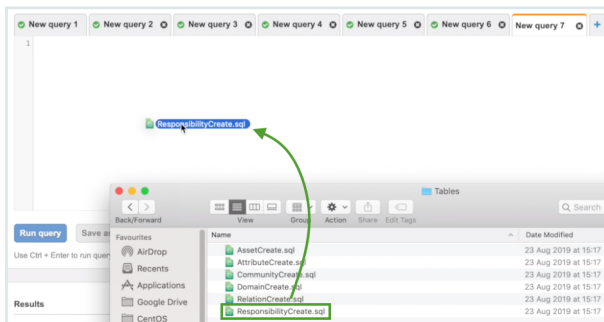 New query 1 New query 2 New query 3 New query 4 New query 5 New query 6 New query 7 +
1
ResponsibilityCreate.sql
Tables
Back/Forward View Group Action Share Edit Tags Search
Run query Save as
Use Ctrl + Enter to run query
Results
Favourites
AirDrop
Recents
Applications
Google Drive
CentOS
Name Date Modified
AssetCreate.sql 23 Aug 2019 at 15:17
AttributeCreate.sql 23 Aug 2019 at 15:17
CommunityCreate.sql 23 Aug 2019 at 15:17
DomainCreate.sql 23 Aug 2019 at 15:17
RelationCreate.sql 23 Aug 2019 at 15:17
ResponsibilityCreate.sql 23 Aug 2019 at 15:17